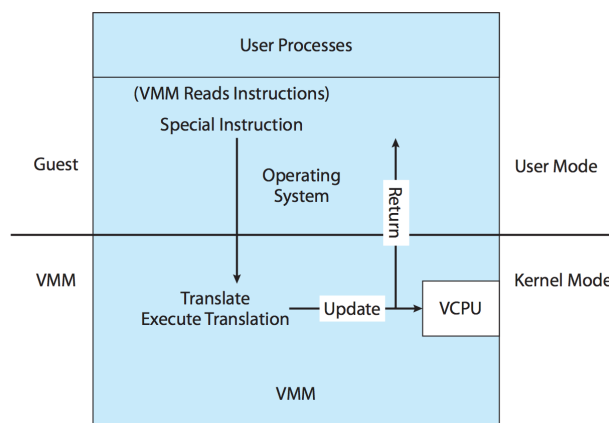 User Processes
(VMM Reads Instructions)
Special Instruction
Guest
User Mode
Operating
System
Return
VMM
Kernel Mode
Translate
Execute Translation
Update
VCPU
VMM